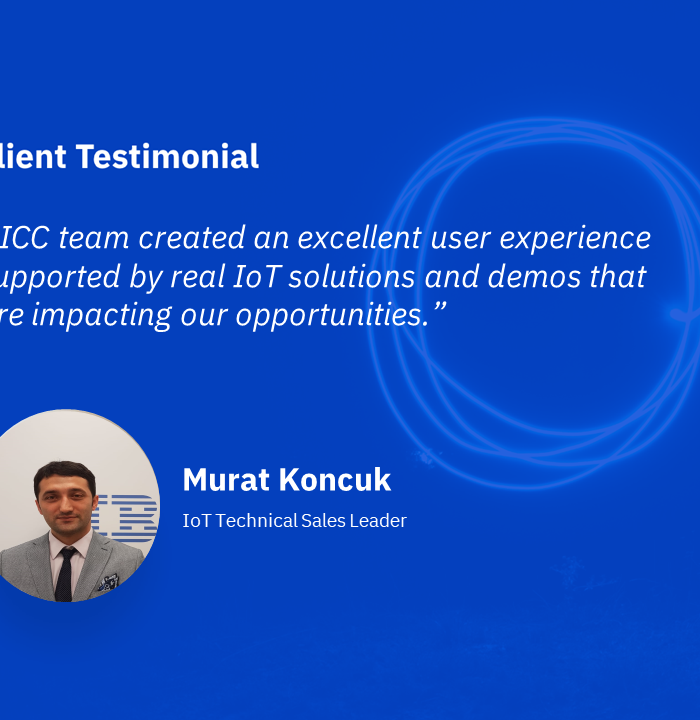 lient Testimonial
ICC team created an excellent user experience
upported by real IoT solutions and demos that
re impacting our opportunities.”
Murat Koncuk
IoT Technical Sales Leader
IBM